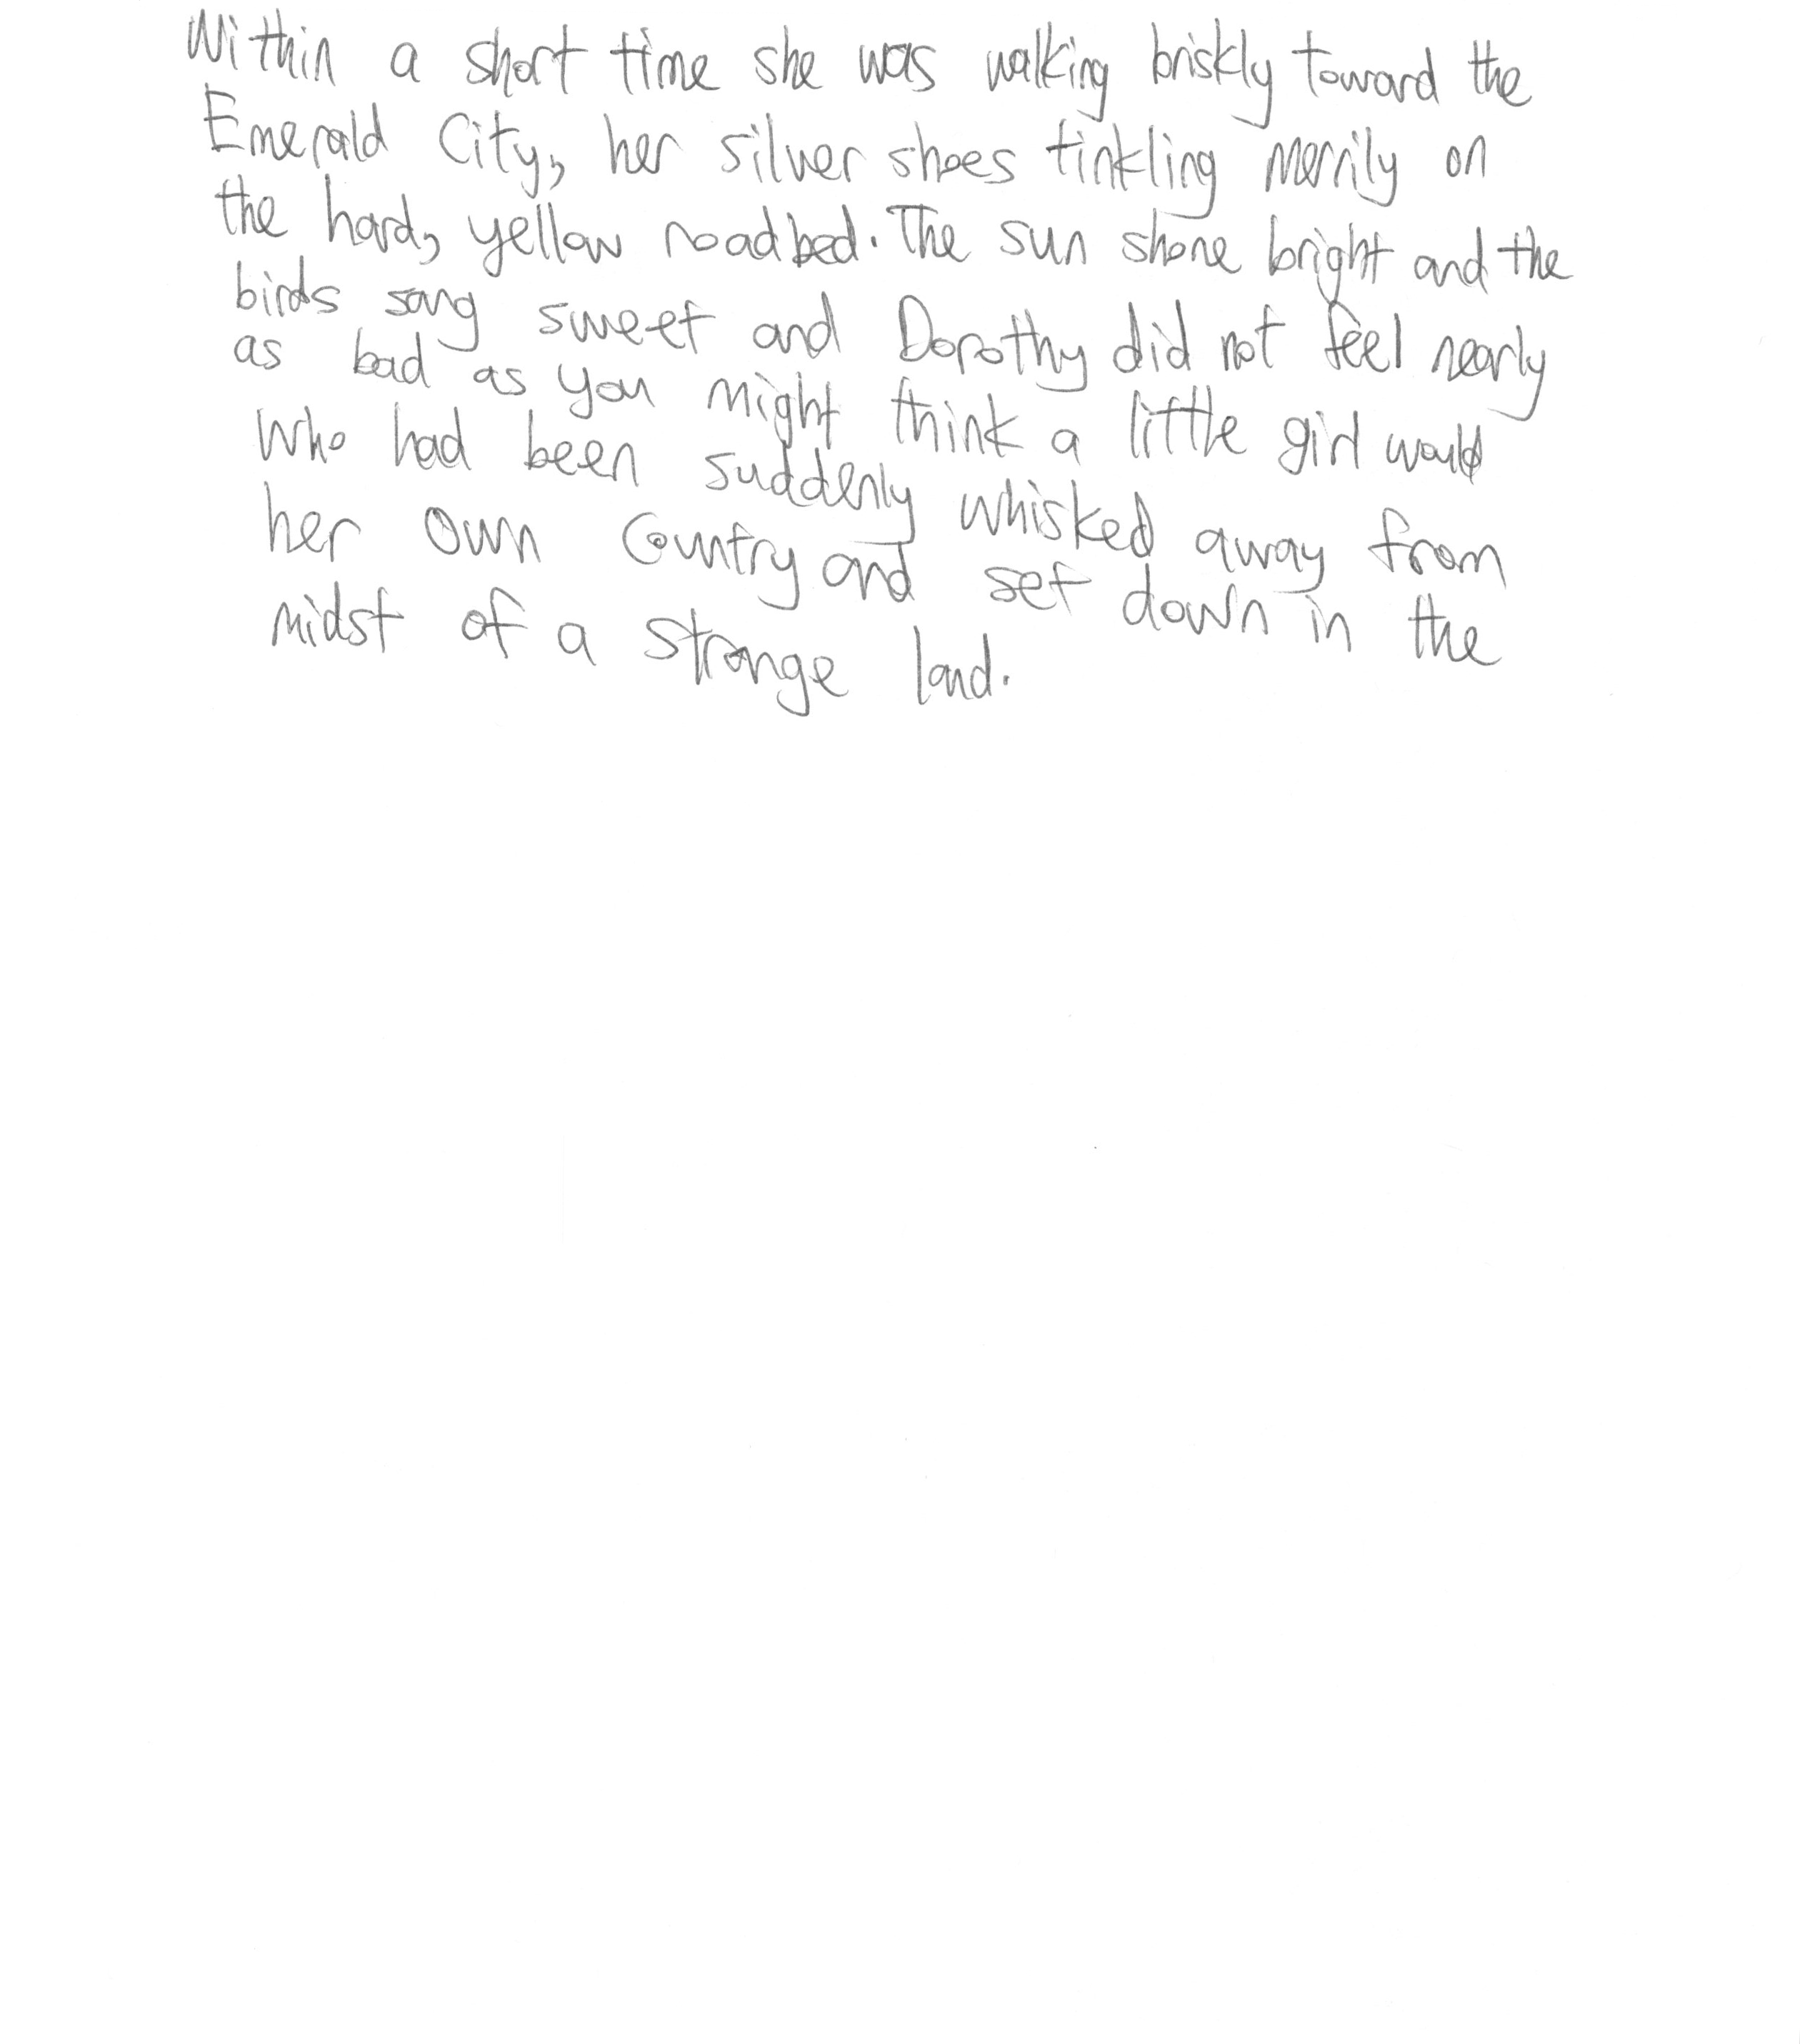 Within a short time she was walking briskly toward the
Emerald City, her silver shoes tinkling merrily on
the hard, yellow roadbed. The sun shone bright and the
birds sang sweet and Dorothy did not feel nearly
as bad as you might think a little girl would
who had been suddenly whisked away from
her own country and set down in the
midst of a strange land.